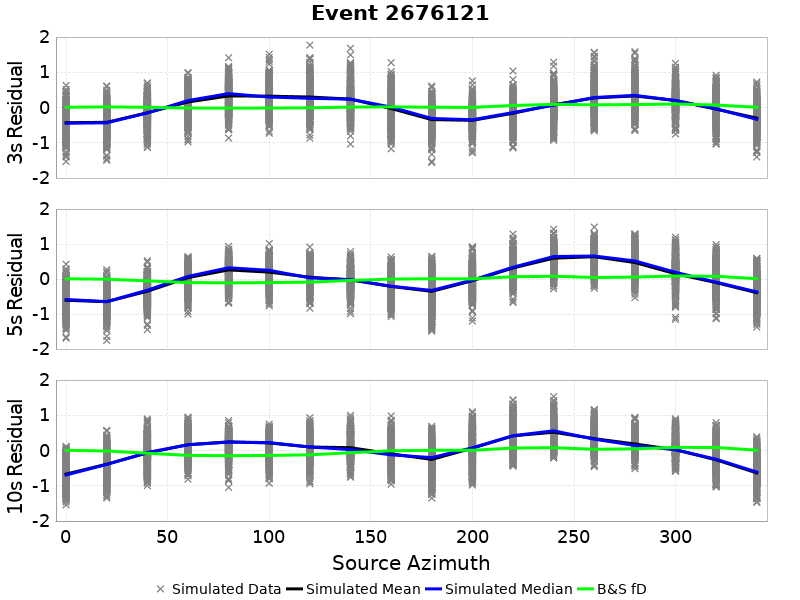 Event 2676121
3s Residual
2
1
0
-1
-2
5s Residual
2
1
0
-1
-2
10s Residual
2
1
0
-1
-2
0 50 100 150 200 250 300
Source Azimuth
Simulated Data Simulated Mean Simulated Median B&S fD